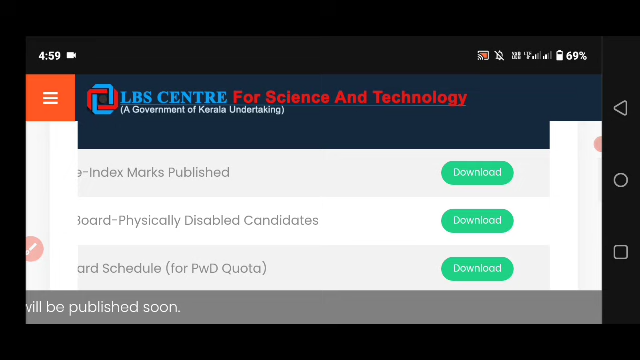 4:59
69%
LBS CENTRE For Science And Technology
(A Government of Kerala Undertaking)
e-Index Marks Published Download
Board-Physically Disabled Candidates Download
ard Schedule (for PwD Quota) Download
will be published soon.